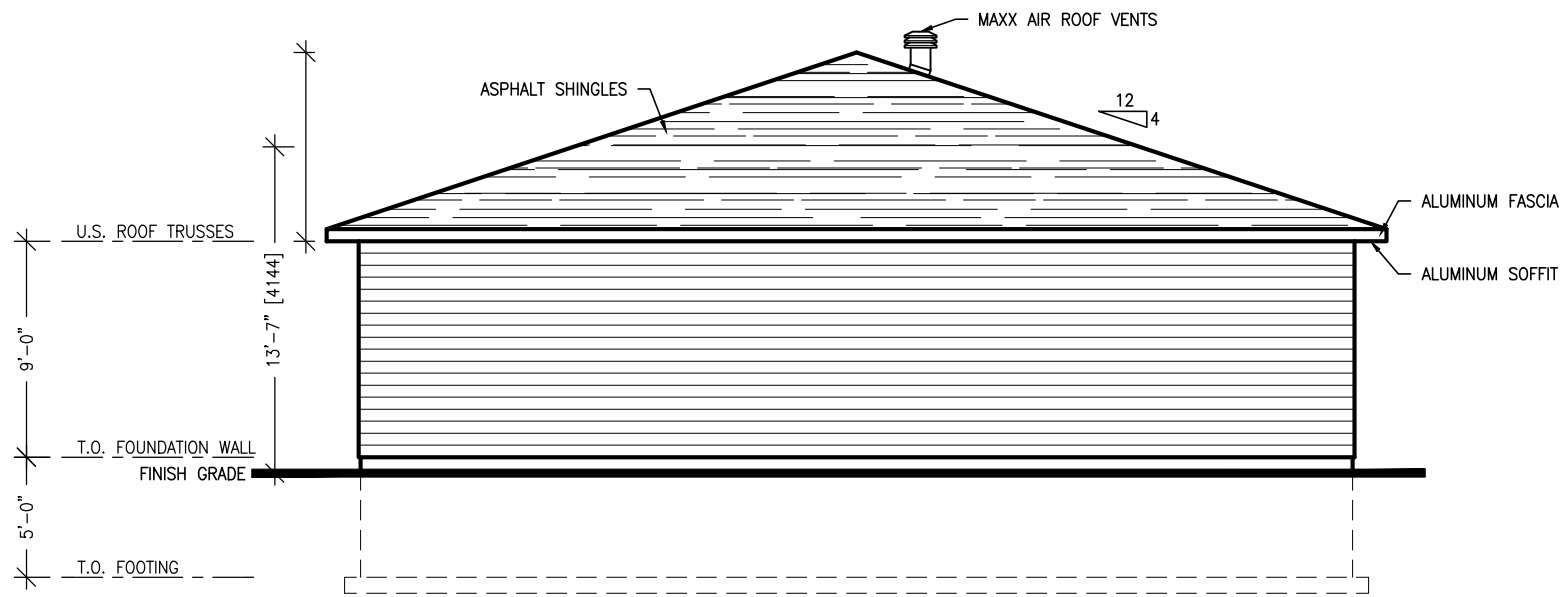 MAXX AIR ROOF VENTS
ASPHALT SHINGLES
12
4
ALUMINUM FASCIA
U.S. ROOF TRUSSES
ALUMINUM SOFFIT
13'-7" [4144]
9'-0"
T.O. FOUNDATION WALL
FINISH GRADE
5'-0"
T.O. FOOTING